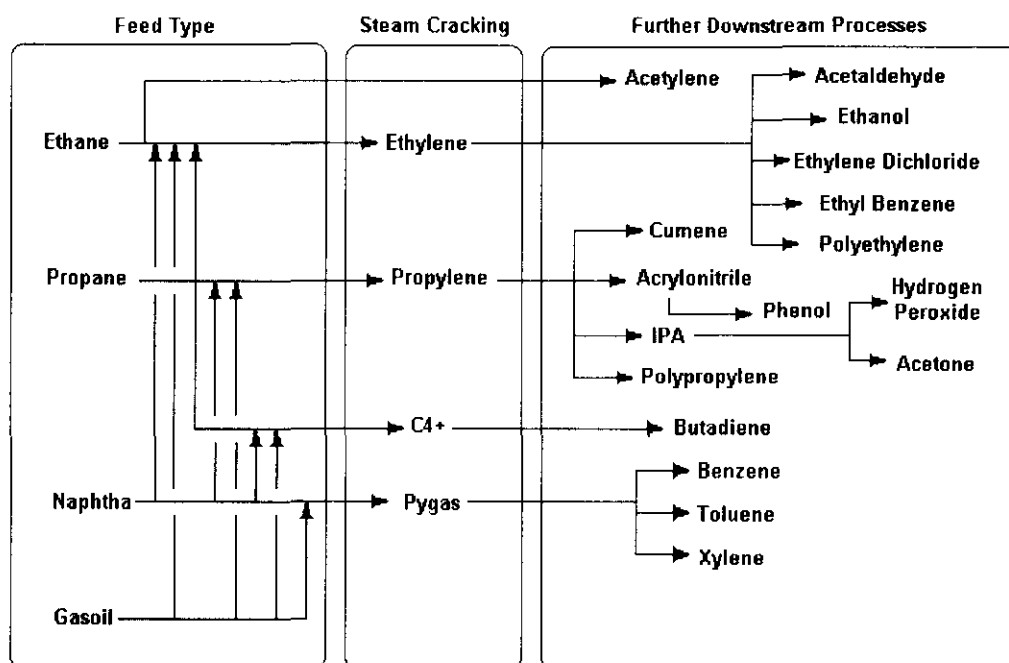 Feed Type
Steam Cracking
Further Downstream Processes
Acetylene
Acetaldehyde
Ethanol
Ethane
Ethylene
Ethylene Dichloride
Ethyl Benzene
Polyethylene
Cumene
Propane
Propylene
Acrylonitrile
Hydrogen
Peroxide
Phenol
IPA
Acetone
Polypropylene
C4+
Butadiene
Benzene
Naphtha
Pygas
Toluene
Xylene
Gasoil